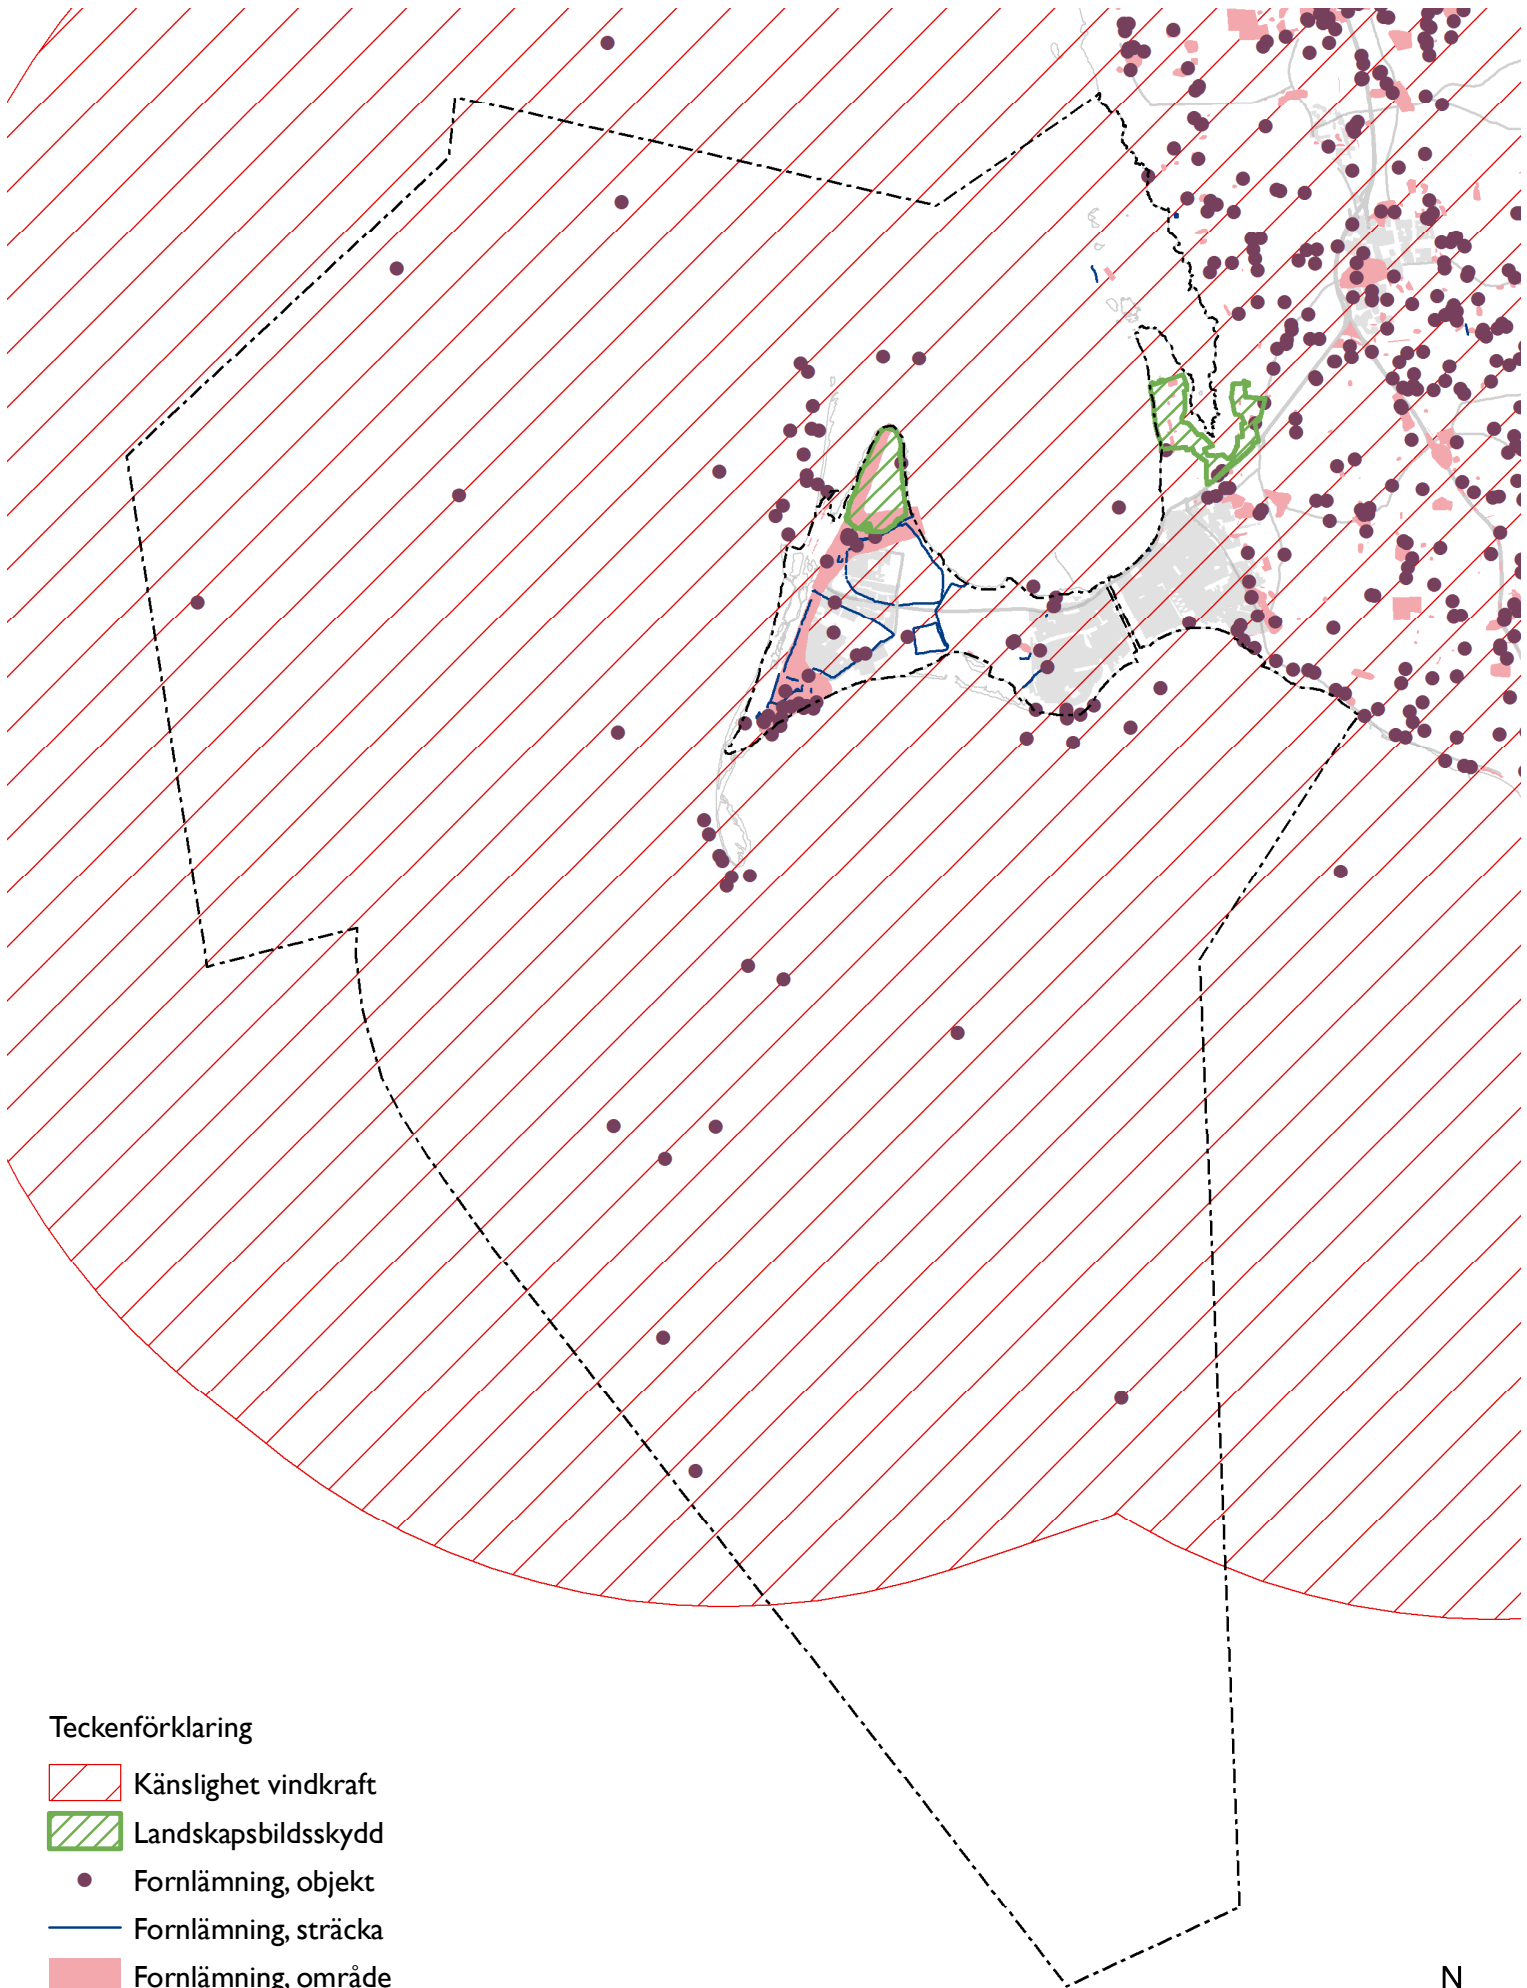 Teckenförklaring
Känslighet vindkraft
Landskapsbildsskydd
Fornlämning, objekt
Fornlämning, sträcka
Fornlämning, område
N